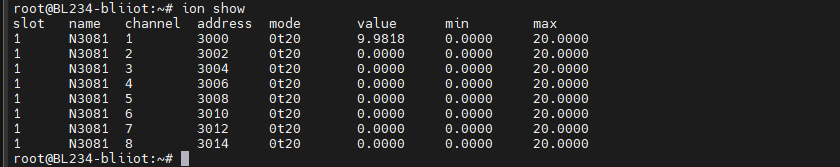 root@BL234-bliiot:~# ion show
slot name channel address mode value min max
1 N3081 1 3000 0t20 9.9818 0.0000 20.0000
1 N3081 2 3002 0t20 0.0000 0.0000 20.0000
1 N3081 3 3004 0t20 0.0000 0.0000 20.0000
1 N3081 4 3006 0t20 0.0000 0.0000 20.0000
1 N3081 5 3008 0t20 0.0000 0.0000 20.0000
1 N3081 6 3010 0t20 0.0000 0.0000 20.0000
1 N3081 7 3012 0t20 0.0000 0.0000 20.0000
1 N3081 8 3014 0t20 0.0000 0.0000 20.0000
root@BL234-bliiot:~#